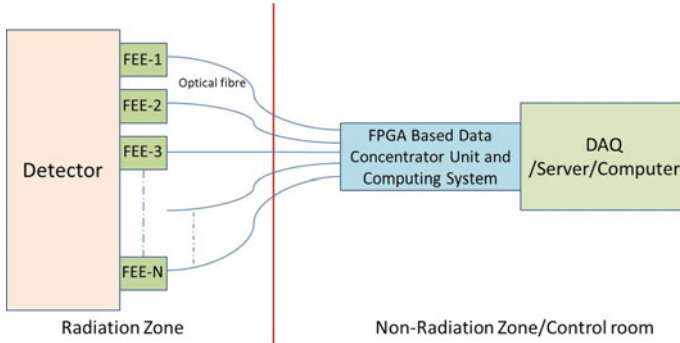 Detector
FEE-1
FEE-2
FEE-3
FEE-N
Optical fibre
FPGA Based Data
Concentrator Unit and
Computing System
DAQ
/Server/Computer
Radiation Zone
Non-Radiation Zone/Control room